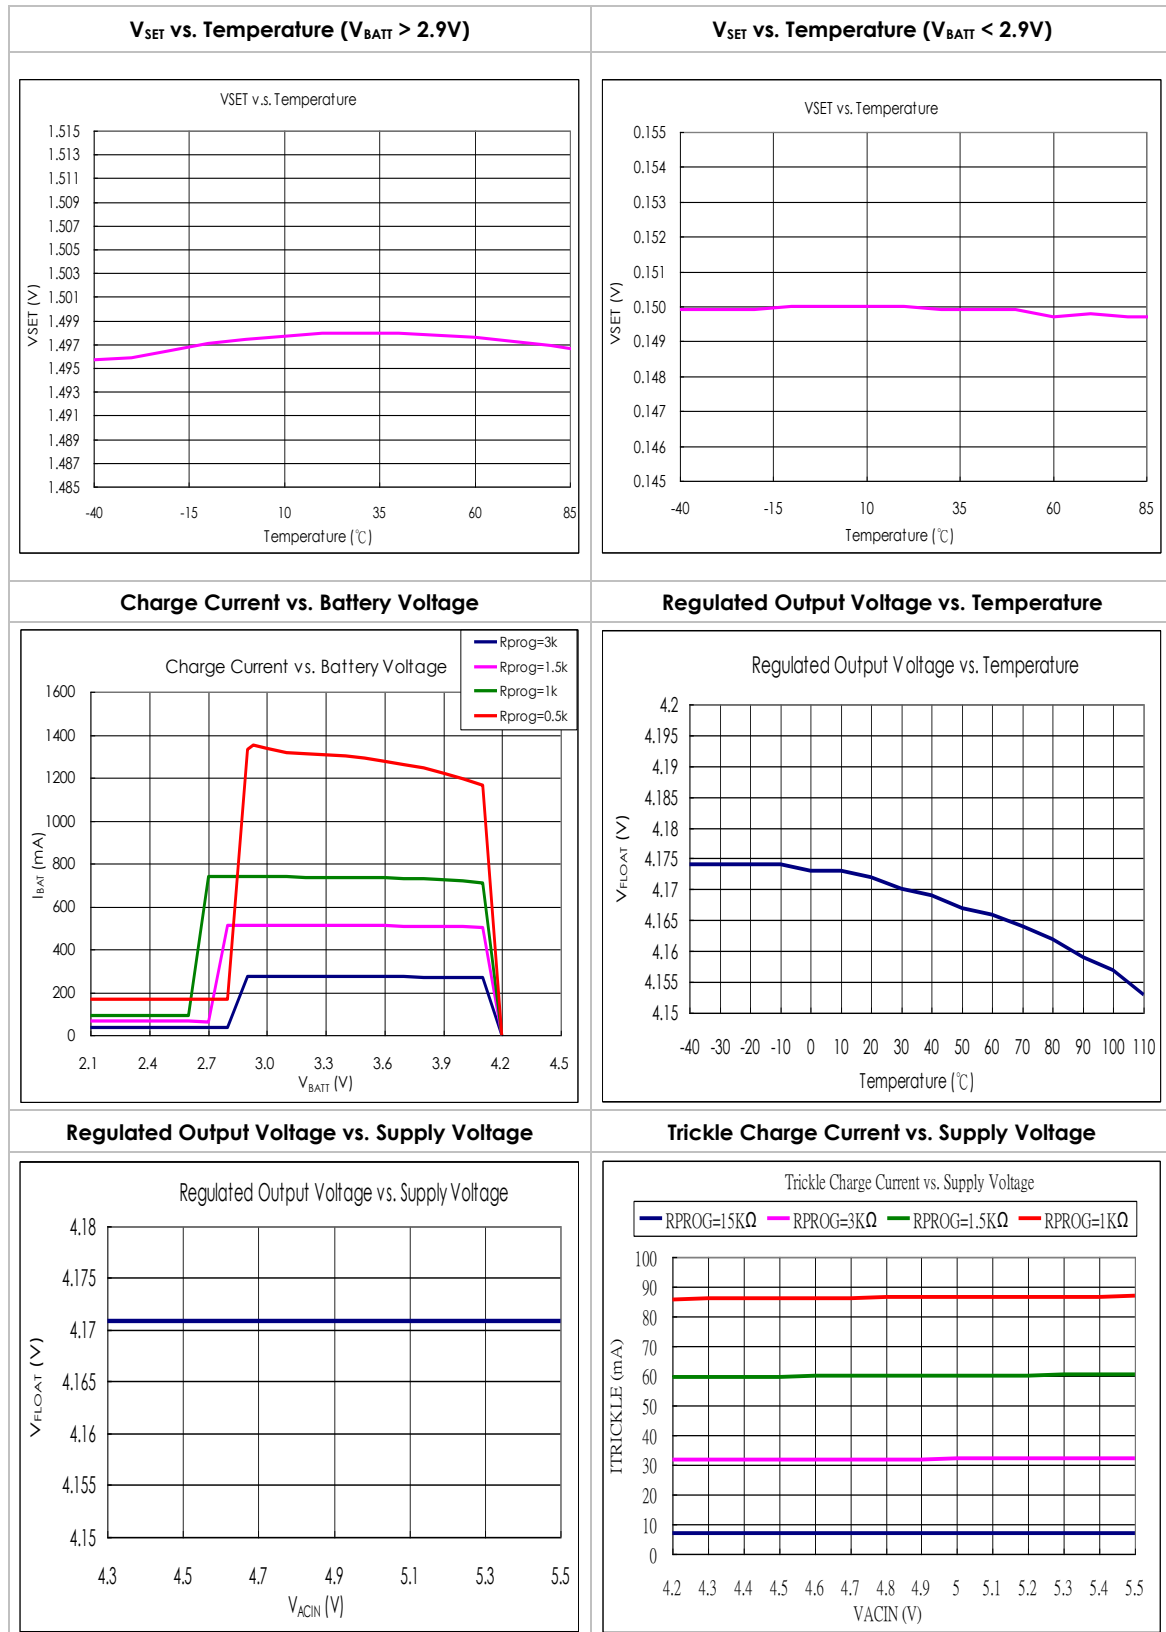 VSET vs. Temperature (VBATT > 2.9V)
VSET vs. Temperature (VBATT < 2.9V)
VSET v.s. Temperature
1.515
1.513
1.511
1.509
1.507
1.505
1.503
1.501
1.499
1.497
1.495
1.493
1.491
1.489
1.487
1.485
VSET (V)
-40 -15 10 35 60 85
Temperature (℃)
VSET vs. Temperature
0.155
0.154
0.153
0.152
0.151
0.150
0.149
0.148
0.147
0.146
0.145
VSET (V)
-40 -15 10 35 60 85
Temperature (℃)
Charge Current vs. Battery Voltage
Regulated Output Voltage vs. Temperature
Charge Current vs. Battery Voltage
Rprog=3k
Rprog=1.5k
Rprog=1k
Rprog=0.5k
1600
1400
1200
1000
800
600
400
200
0
IBAT (mA)
2.1 2.4 2.7 3.0 3.3 3.6 3.9 4.2 4.5
VBATT (V)
Regulated Output Voltage vs. Temperature
4.2
4.195
4.19
4.185
4.18
4.175
4.17
4.165
4.16
4.155
4.15
VFLOAT (V)
-40 -30 -20 -10 0 10 20 30 40 50 60 70 80 90 100 110
Temperature (℃)
Regulated Output Voltage vs. Supply Voltage
Trickle Charge Current vs. Supply Voltage
Regulated Output Voltage vs. Supply Voltage
4.18
4.175
4.17
4.165
4.16
4.155
4.15
VFLOAT (V)
4.3 4.5 4.7 4.9 5.1 5.3 5.5
VACIN (V)
Trickle Charge Current vs. Supply Voltage
RPROG=15KΩ RPROG=3KΩ RPROG=1.5KΩ RPROG=1KΩ
100
90
80
70
60
50
40
30
20
10
0
ITRICKLE (mA)
4.2 4.3 4.4 4.5 4.6 4.7 4.8 4.9 5 5.1 5.2 5.3 5.4 5.5
VACIN (V)